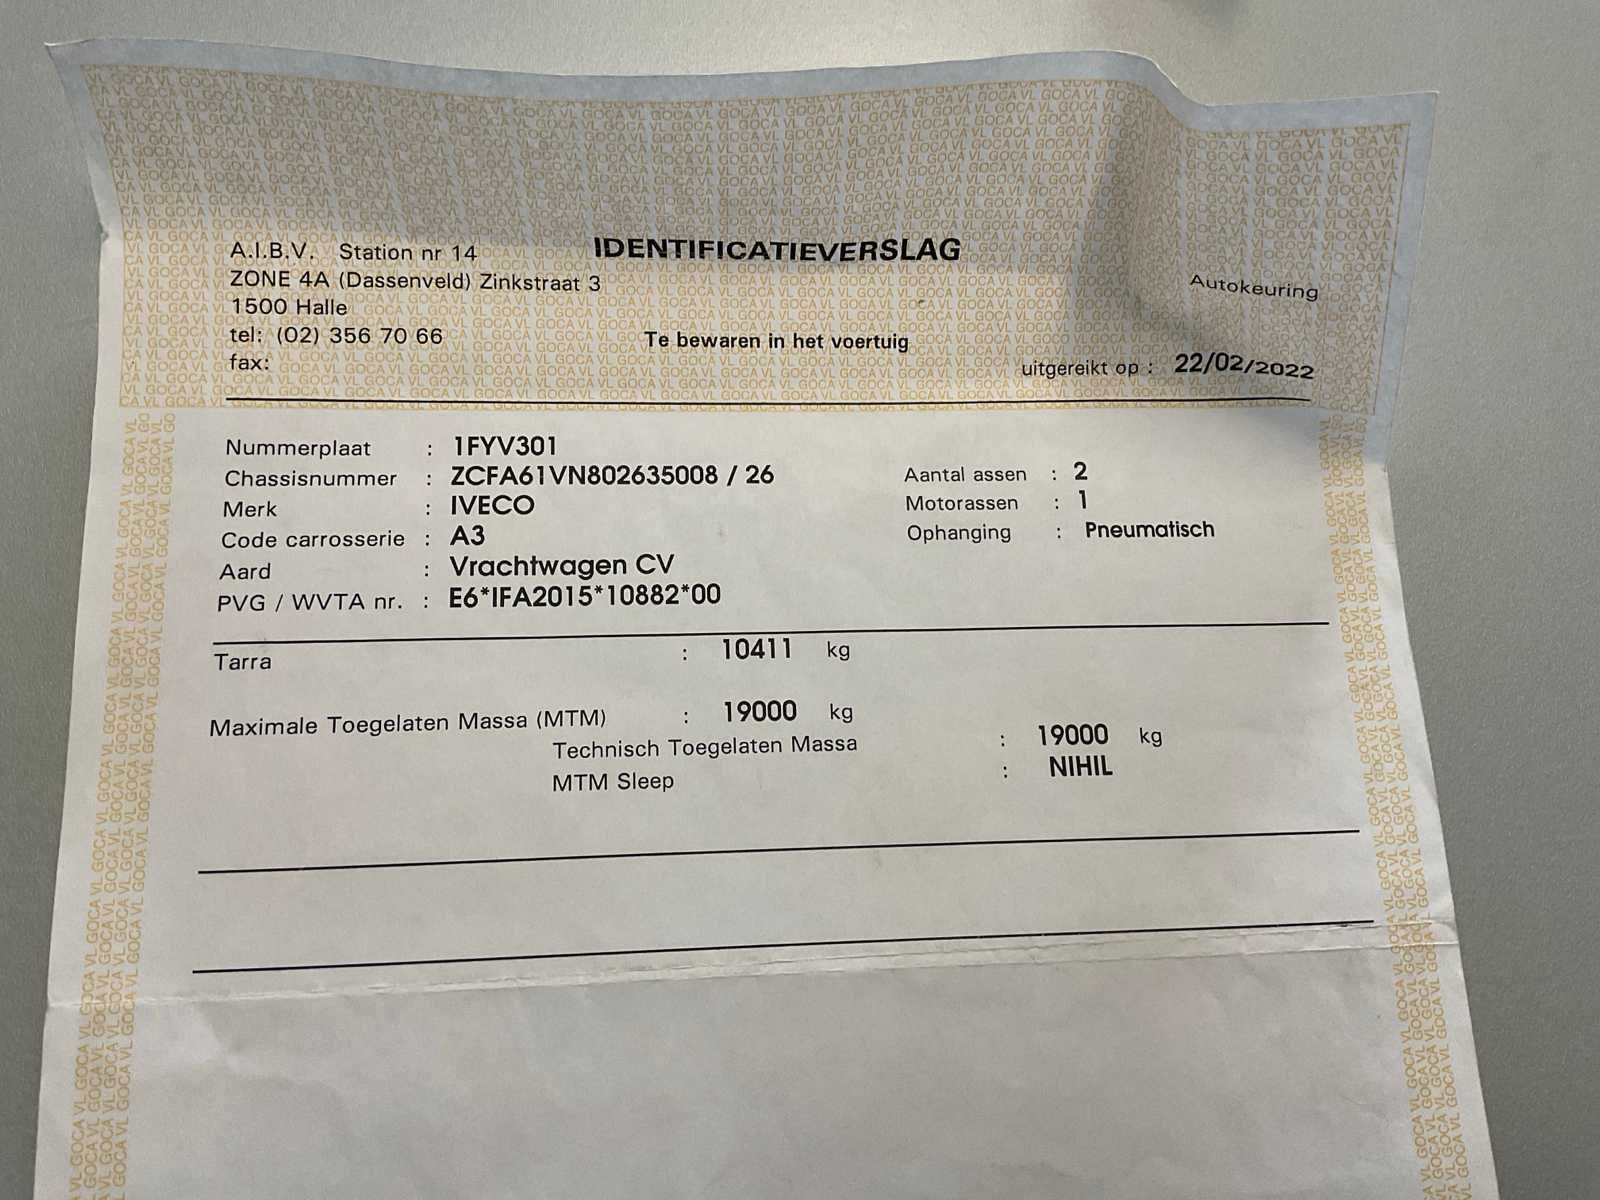 A.I.B.V. Station nr 14
IDENTIFICATIEVERSLAG
ZONE 4A (Dassenveld) Zinkstraat 3
Autokeuring
1500 Halle
tel: (02) 356 70 66
Te bewaren in het voertuig
fax:
uitgereikt op : 22/02/2022
Nummerplaat : 1FYV301
Chassisnummer : ZCFA61VN802635008 / 26
Aantal assen : 2
Merk : IVECO
Motorassen : 1
Code carrosserie : A3
Ophanging : Pneumatisch
Aard : Vrachtwagen CV
PVG / WVTA nr. : E6*IFA2015*10882*00
Tarra : 10411 kg
Maximale Toegelaten Massa (MTM) : 19000 kg
Technisch Toegelaten Massa : 19000 kg
MTM Sleep : NIHIL